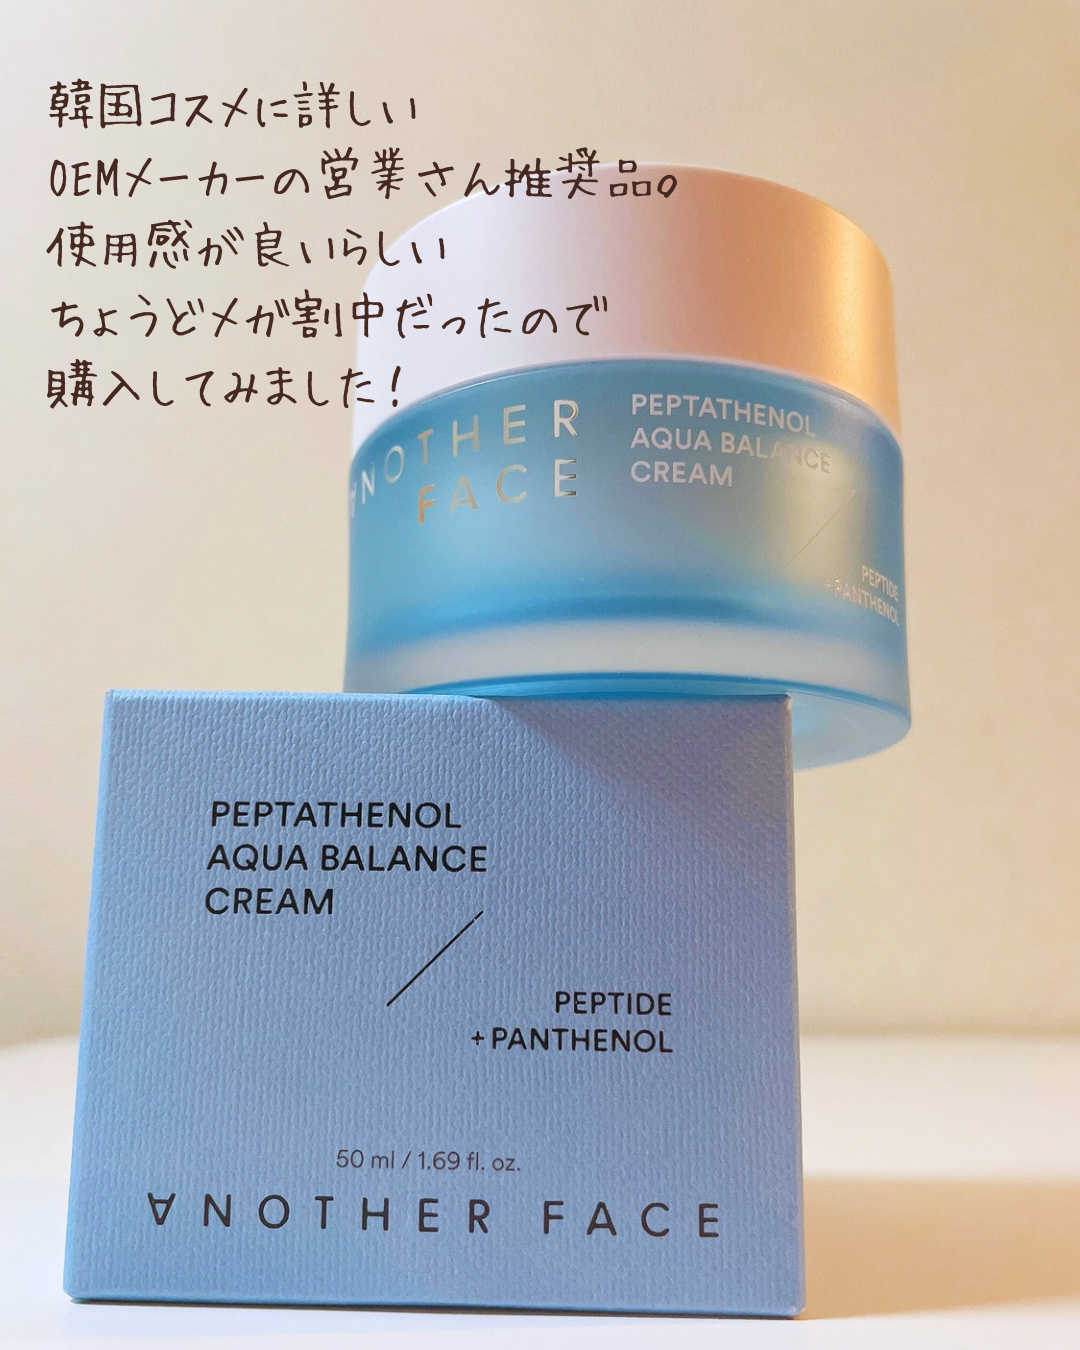 韓国コスメに詳しい
OEMメーカーの営業さん推奨品。
使用感が良いらしい
ちょうどメガ割中だったので
購入してみました!
∀NOTHER
FACE
PEPTATHENOL
AQUA BALANCE
CREAM
PEPTIDE
+PANTHENOL
PEPTATHENOL
AQUA BALANCE
CREAM
PEPTIDE
+PANTHENOL
50 ml / 1.69 fl. oz.
∀NOTHER FACE